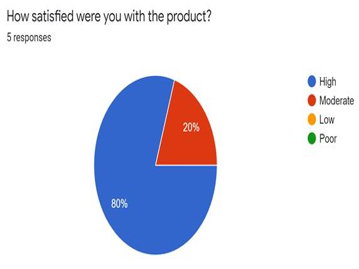 How satisfied were you with the product?
5 responses
High
Moderate
Low
Poor
20%
80%